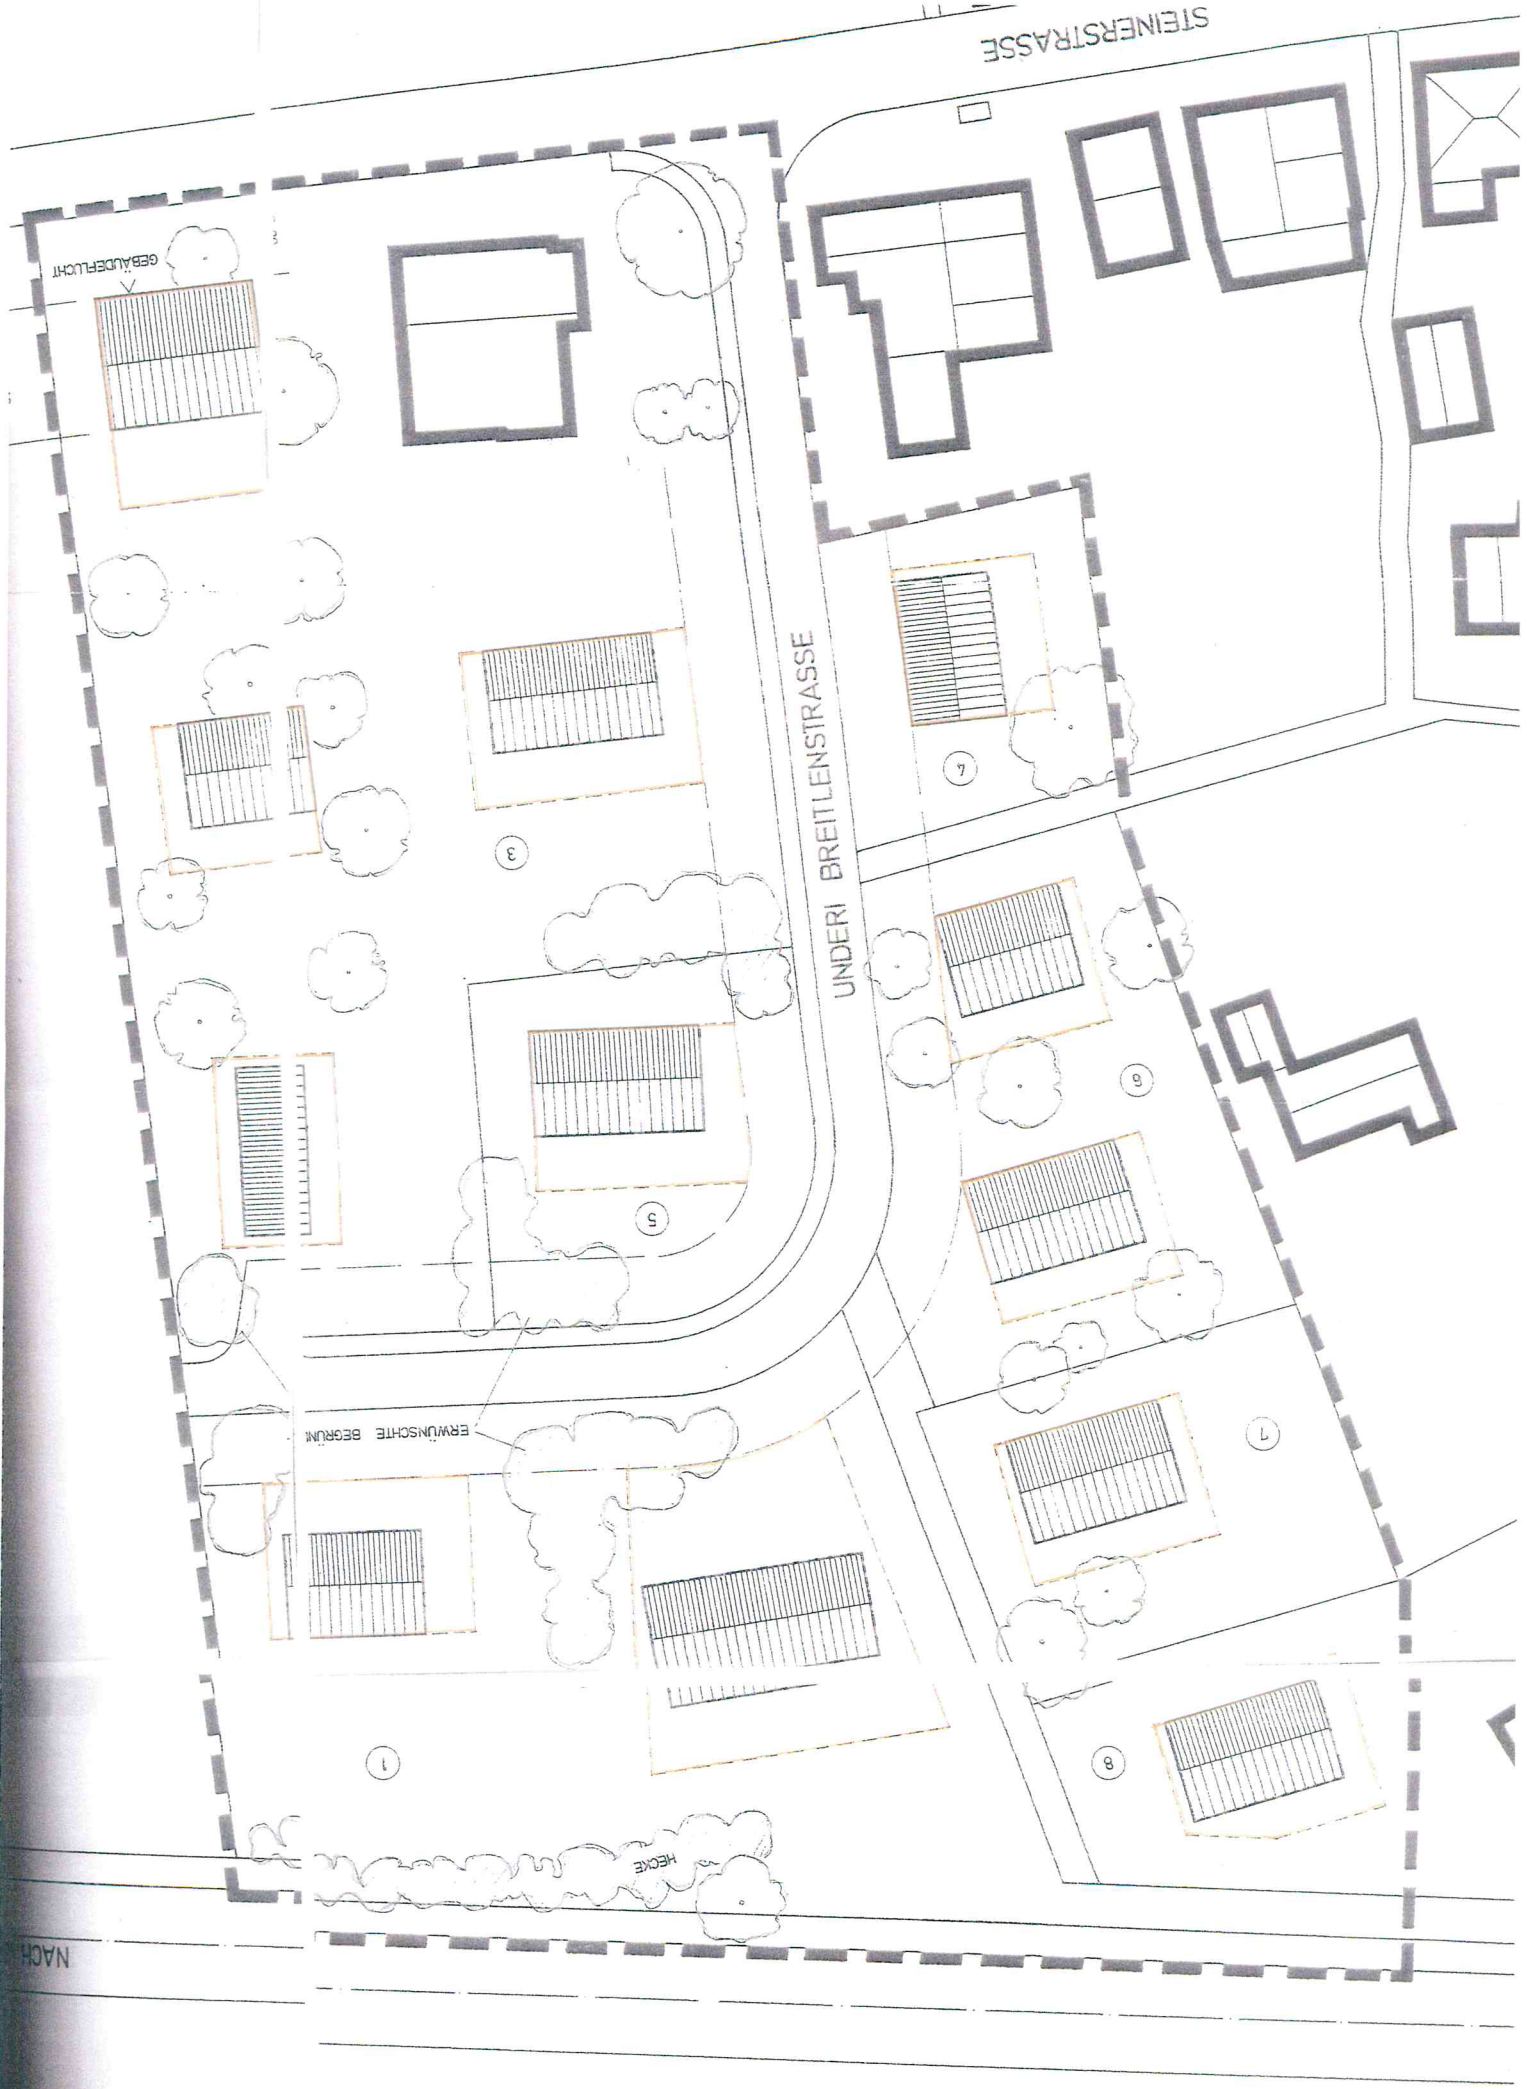 NACH
HECKE
8
1
7
ERWÜNSCHTE BEGRÜN
5
6
3
UNDERI BREITLENSTRASSE
4
GEBÄUDEFLUCHT
STEINERSTRASSE